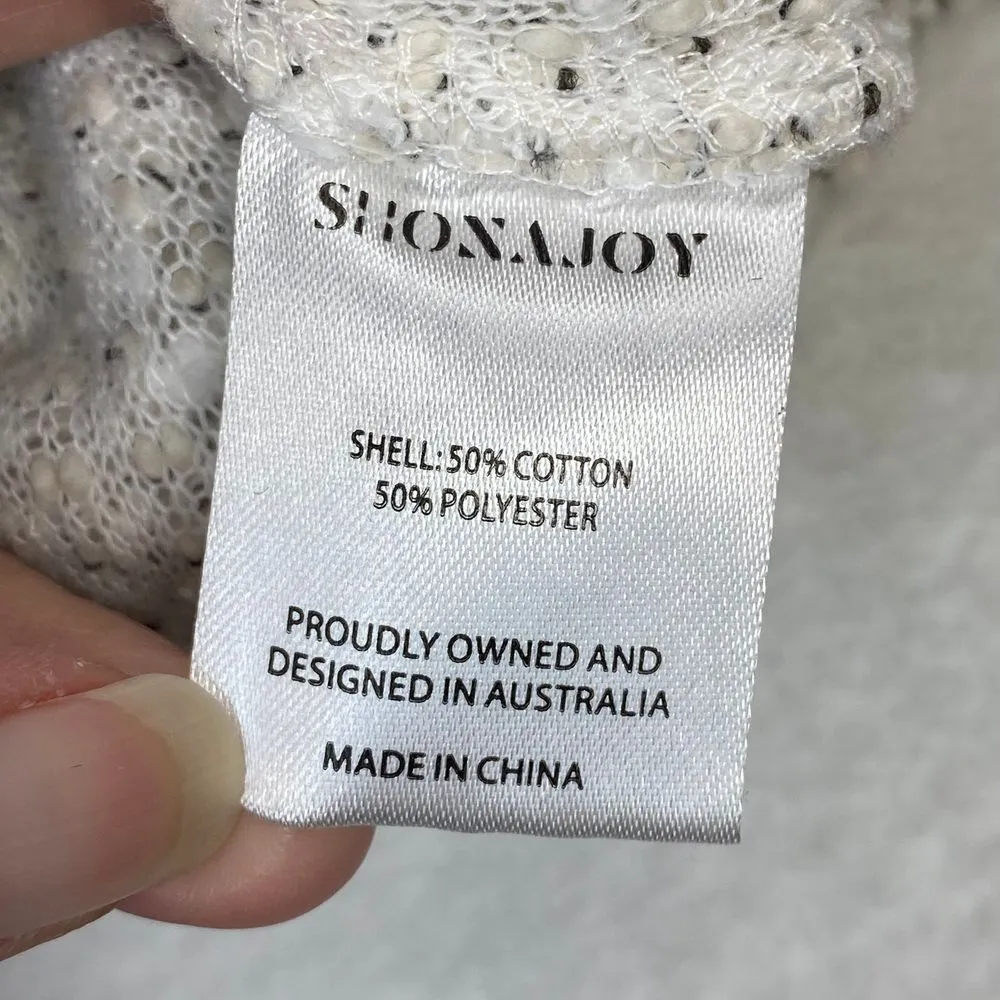 SHONAJOY
SHELL: 50% COTTON
50% POLYESTER
PROUDLY OWNED AND
DESIGNED IN AUSTRALIA
MADE IN CHINA